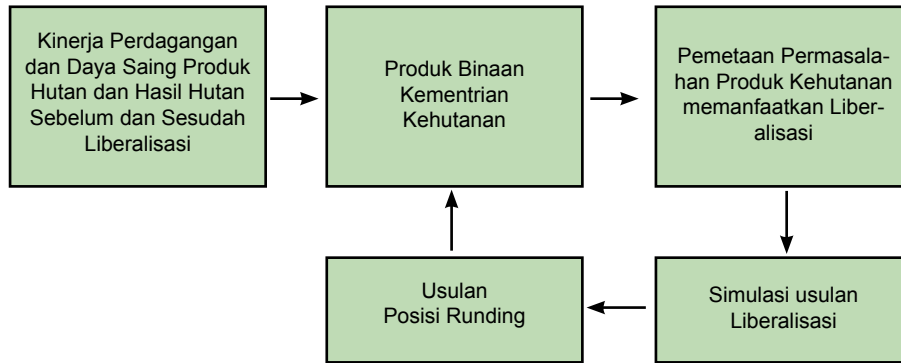 Kinerja Perdagangan
dan Daya Saing Produk
Hutan dan Hasil Hutan
Sebelum dan Sesudah
Liberalisasi
Produk Binaan
Kementrian
Kehutanan
Pemetaan Permasala-
han Produk Kehutanan
memanfaatkan Liber-
alisasi
Usulan
Posisi Runding
Simulasi usulan
Liberalisasi